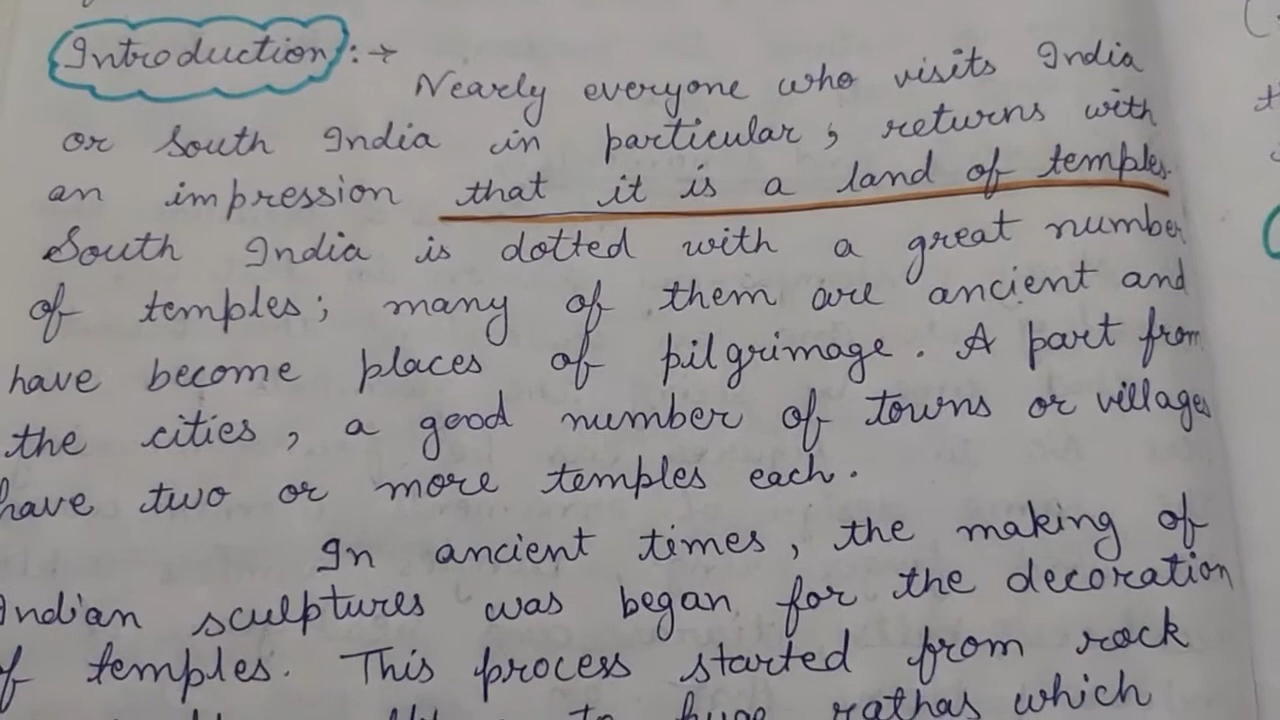 Introduction :→
Nearly everyone who visits India
or South India in particular, returns with
an impression that it is a land of temples.
South India is dotted with a great number
of temples; many of them are ancient and
have become places of pilgrimage. A part from
the cities, a good number of towns or villages
have two or more temples each.
In ancient times, the making of
Indian sculptures was began for the decoration
of temples. This process started from rock
to huge rathas which